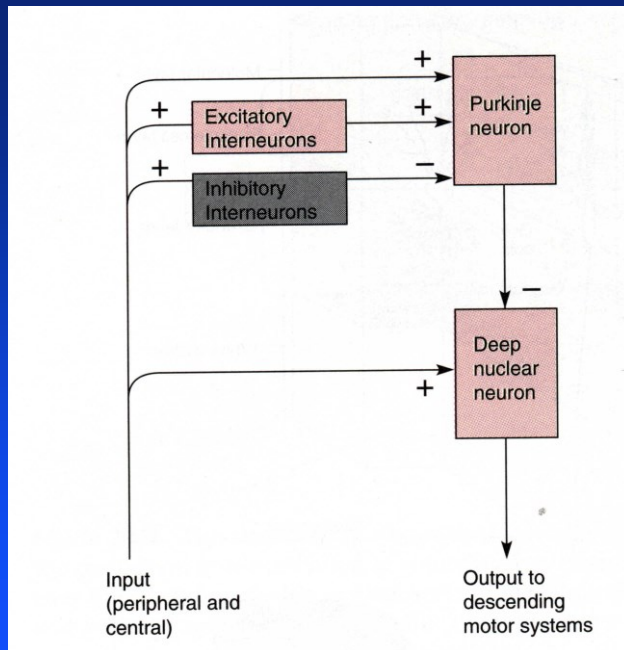 +
Purkinje
neuron
+
Excitatory
Interneurons
+
+
Inhibitory
Interneurons
−
−
Deep
nuclear
neuron
+
Input
(peripheral and
central)
Output to
descending
motor systems